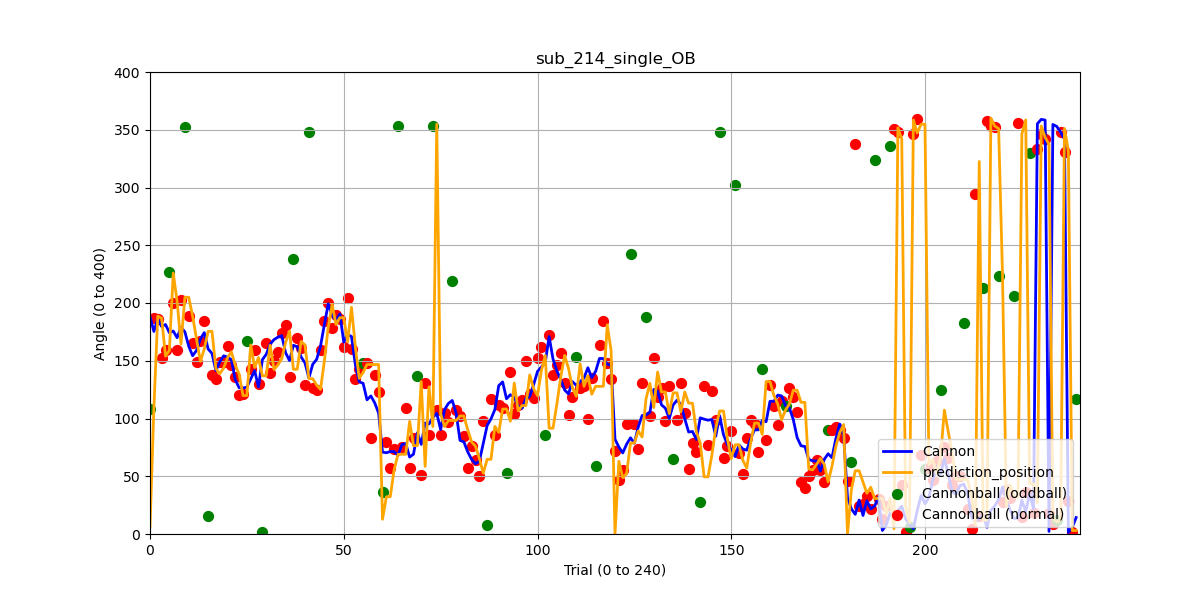 sub_214_single_OB
400
350
300
250
200
150
100
50
0
Angle (0 to 400)
0 50 100 150 200
Trial (0 to 240)
Cannon
prediction_position
Cannonball (oddball)
Cannonball (normal)